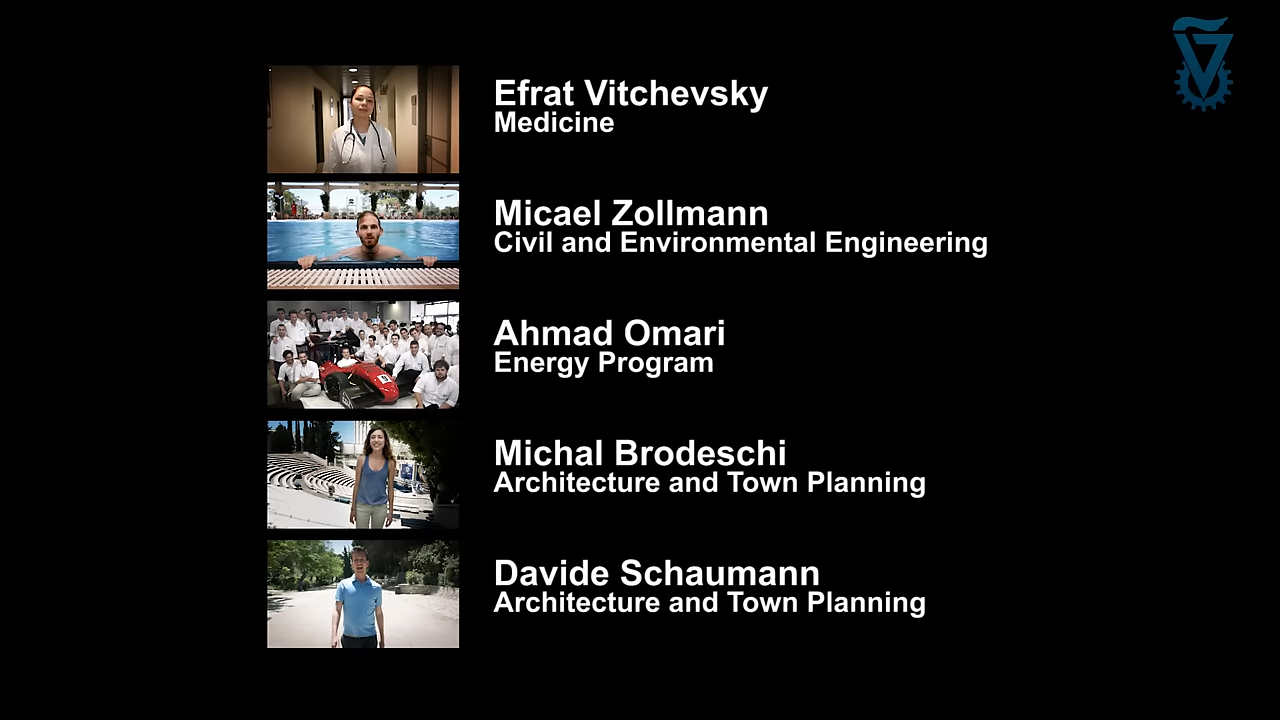 Efrat Vitchevsky
Medicine
Micael Zollmann
Civil and Environmental Engineering
Ahmad Omari
Energy Program
Michal Brodeschi
Architecture and Town Planning
Davide Schaumann
Architecture and Town Planning